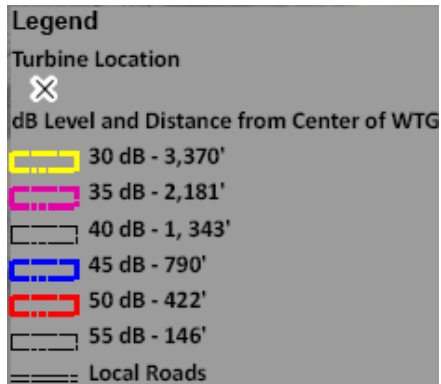 Legend
Turbine Location
dB Level and Distance from Center of WTG
30 dB - 3,370'
35 dB - 2,181'
40 dB - 1, 343'
45 dB - 790'
50 dB - 422'
55 dB - 146'
Local Roads